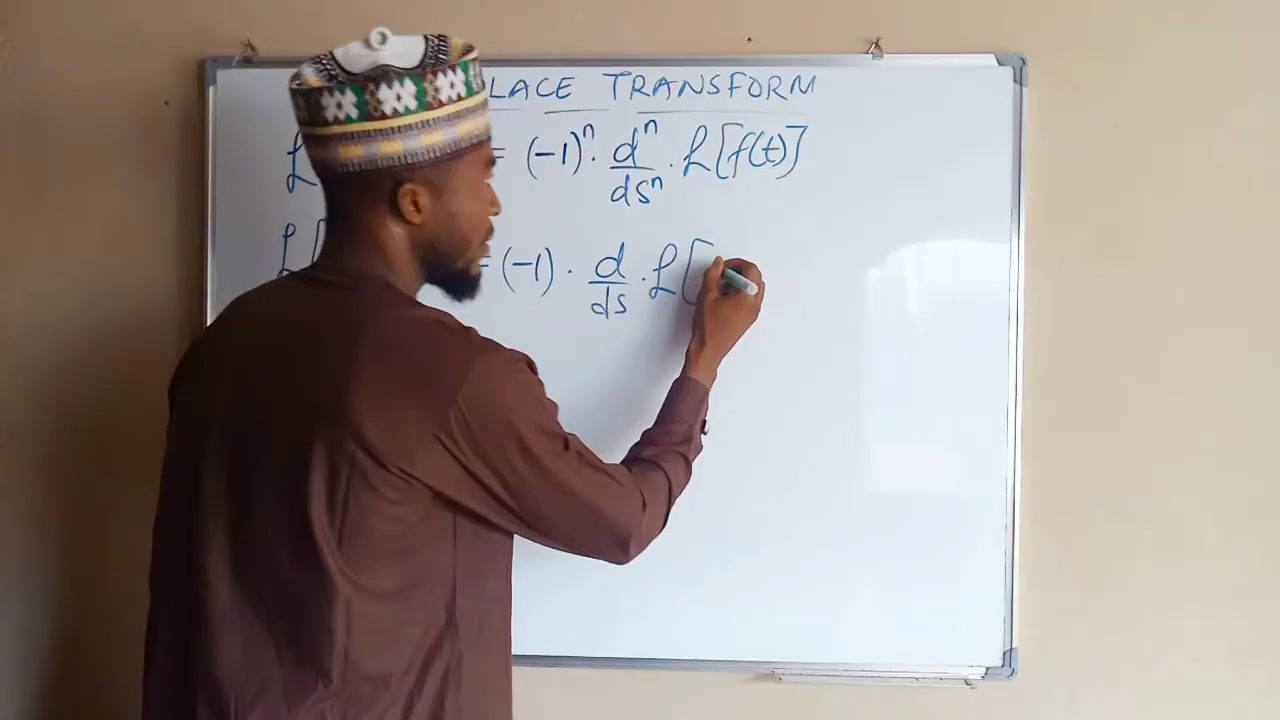 LACE TRANSFORM
ℒ = (-1)ⁿ · dⁿ/dsⁿ · ℒ[f(t)]
ℒ[ = (-1) · d/ds · ℒ[